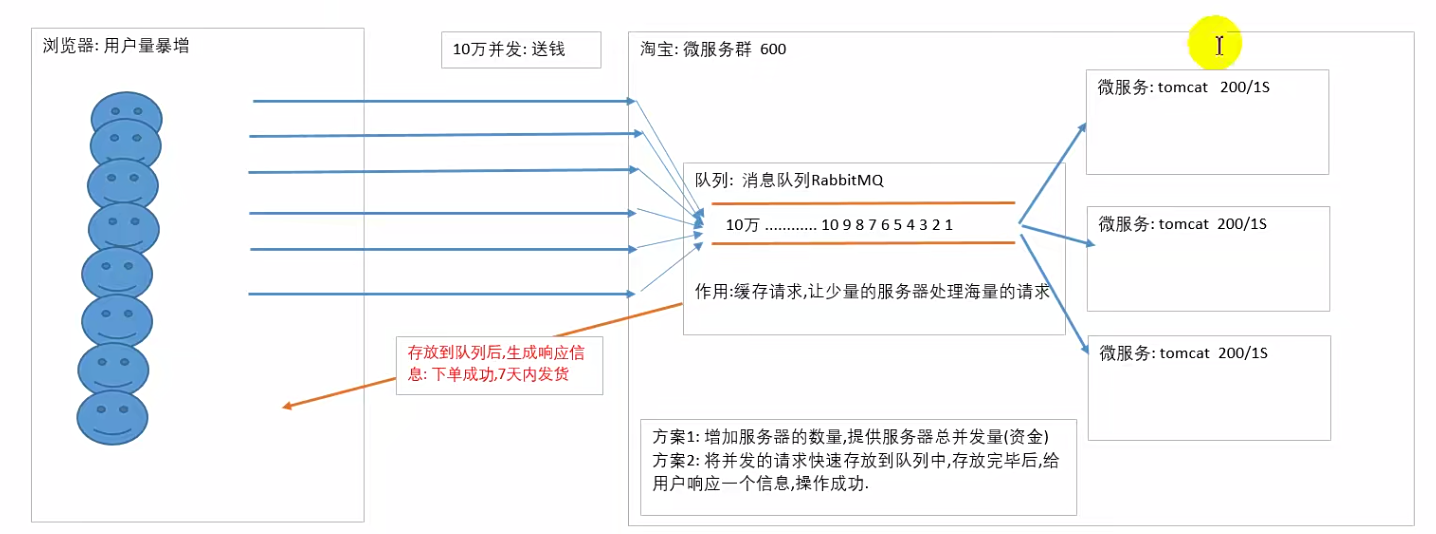 浏览器: 用户量暴增
10万并发: 送钱
淘宝: 微服务群 600
微服务: tomcat 200/1S
队列: 消息队列RabbitMQ
10万 ............ 10 9 8 7 6 5 4 3 2 1
微服务: tomcat 200/1S
作用:缓存请求,让少量的服务器处理海量的请求
存放到队列后,生成响应信
息: 下单成功,7天内发货
微服务: tomcat 200/1S
方案1: 增加服务器的数量,提供服务器总并发量(资金)
方案2: 将并发的请求快速存放到队列中,存放完毕后,给
用户响应一个信息,操作成功.